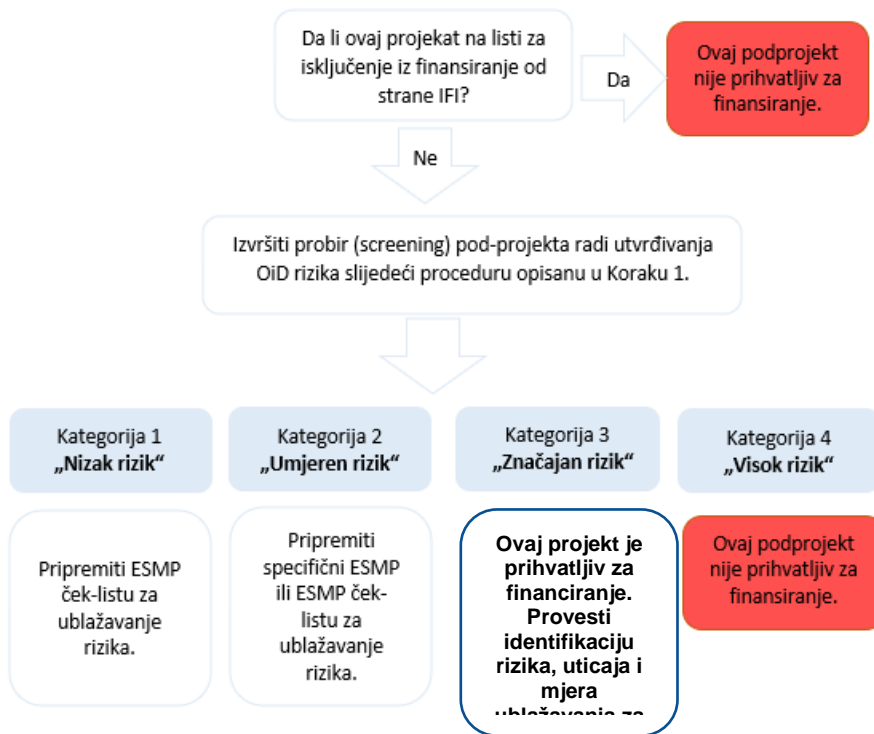 Da li ovaj projekat na listi za
isključenje iz finansiranje od
strane IFI?
Da
Ovaj podprojekt
nije prihvatljiv za
finansiranje.
Ne
Izvršiti probir (screening) pod-projekta radi utvrđivanja
OiD rizika slijedeći proceduru opisanu u Koraku 1.
Kategorija 1
„Nizak rizik“
Kategorija 2
„Umjeren rizik“
Kategorija 3
„Značajan rizik“
Kategorija 4
„Visok rizik“
Pripremiti ESMP
ček-listu za
ublažavanje
rizika.
Pripremiti
specifični ESMP
ili ESMP ček-
listu za
ublažavanje
rizika.
Ovaj projekt je
prihvatljiv za
financiranje.
Provesti
identifikaciju
rizika, uticaja i
mjera
ublažavanja za
Ovaj podprojekt
nije prihvatljiv za
finansiranje.